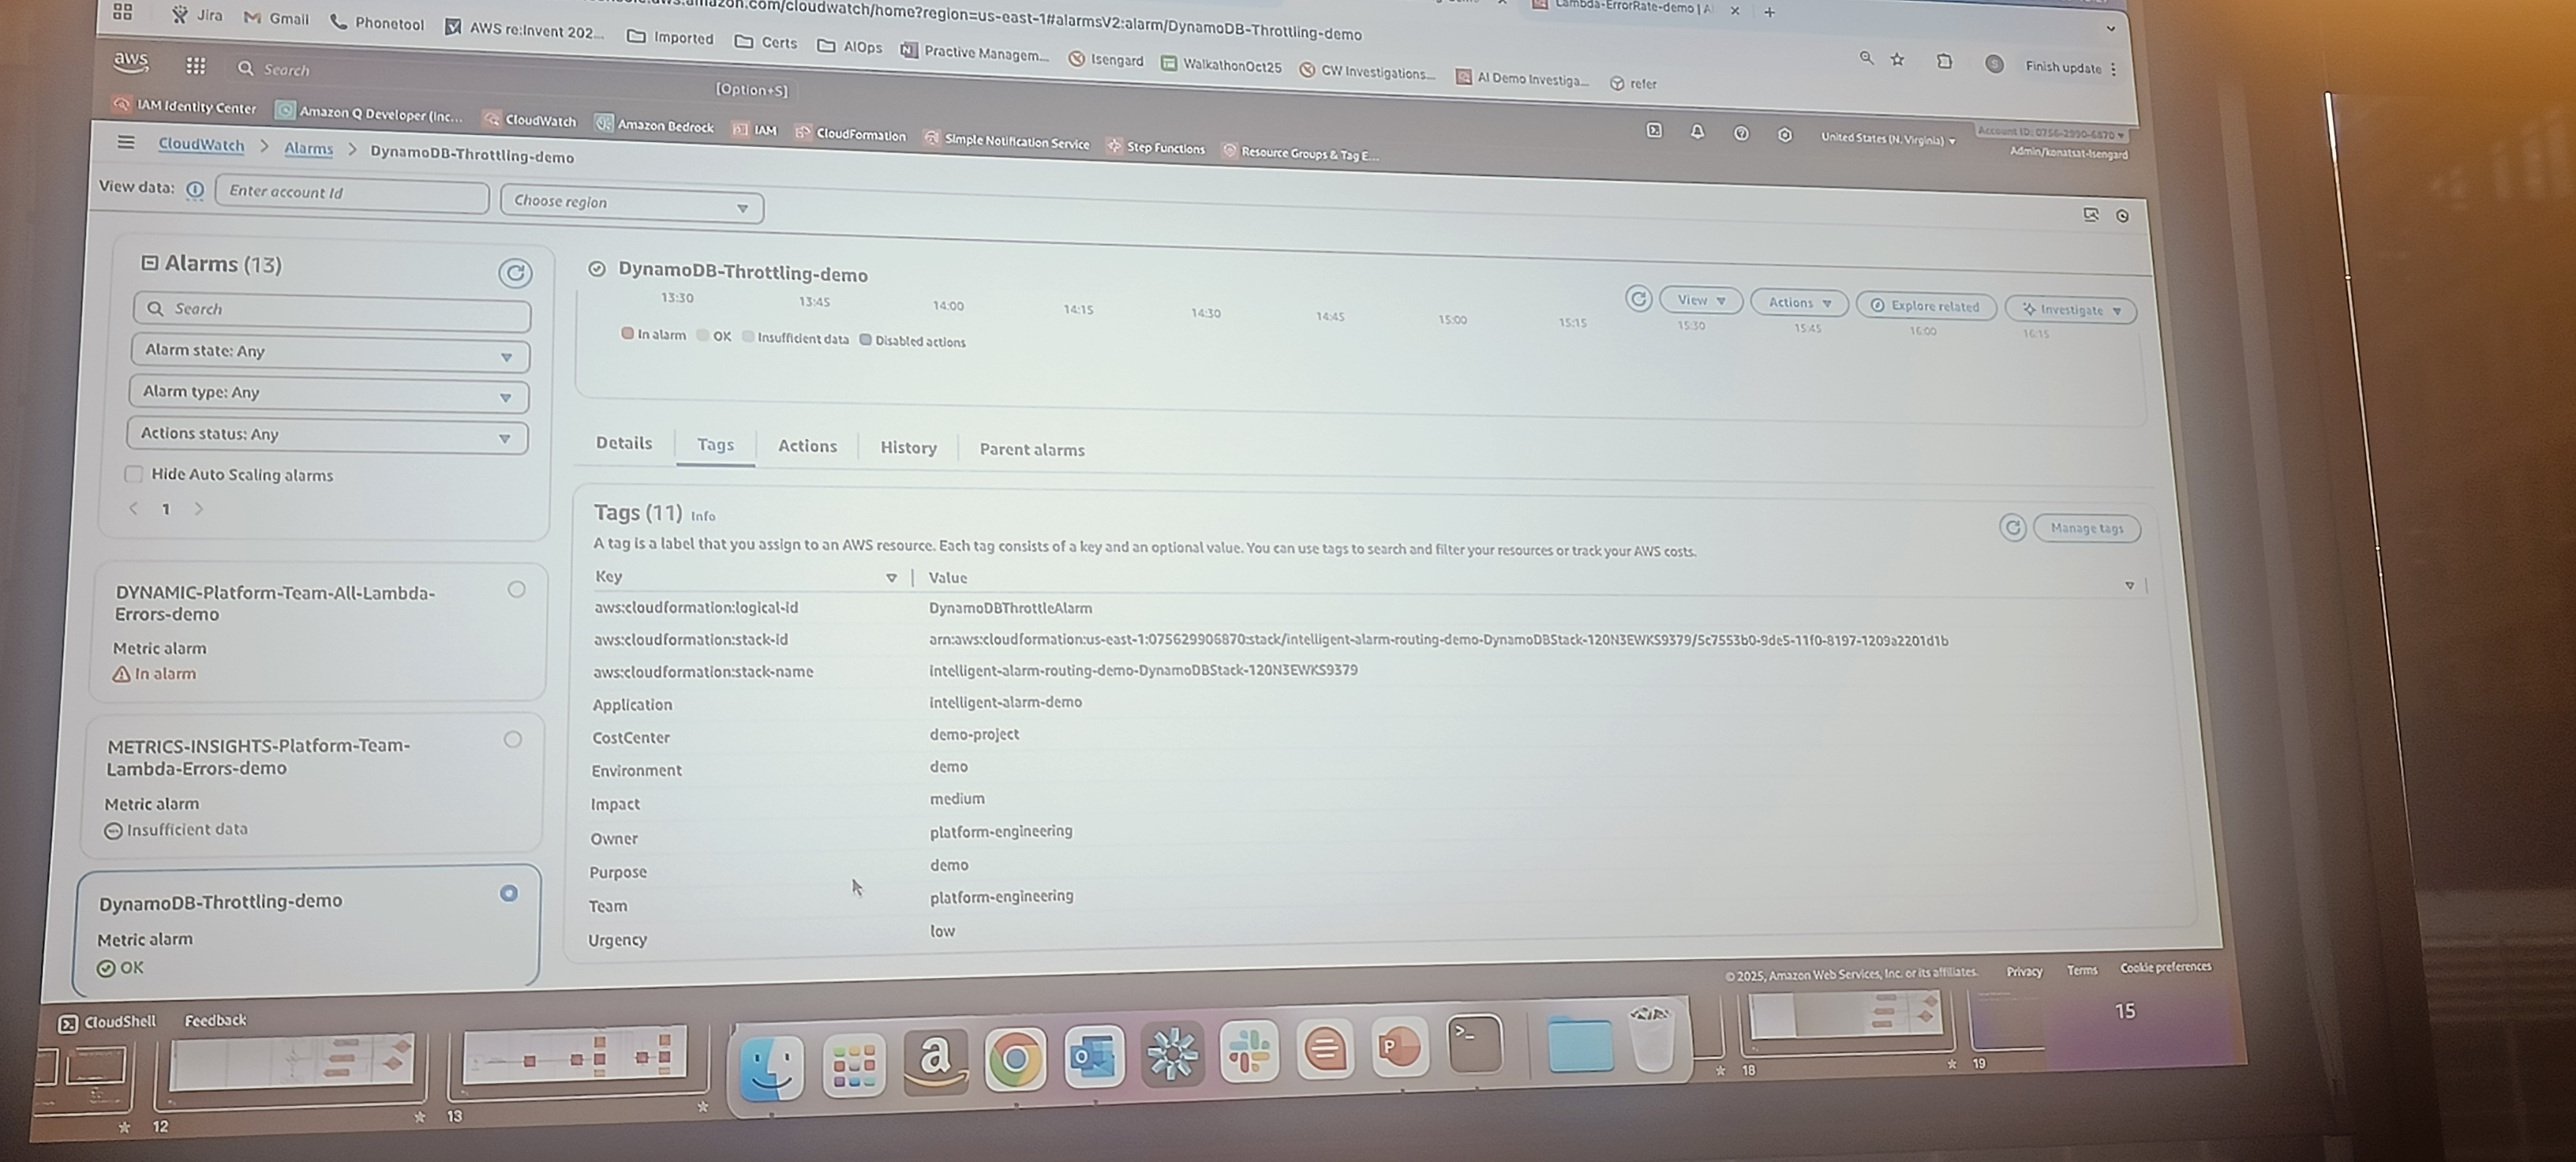 .amazon.com/cloudwatch/home?region=us-east-1#alarmsV2:alarm/DynamoDB-Throttling-demo
Lambda-ErrorRate-demo | A
Jira
Gmail
Phonetool
AWS re:Invent 202...
Imported
Certs
AIOps
Practive Managem...
Isengard
WalkathonOct25
CW Investigations...
AI Demo Investiga...
refer
Finish update
aws
Search
[Option+S]
IAM Identity Center
Amazon Q Developer (Inc...
CloudWatch
Amazon Bedrock
IAM
CloudFormation
Simple Notification Service
Step Functions
Resource Groups & Tag E...
United States (N. Virginia)
Account ID: 0756-2990-6870
Admin/konatsat-Isengard
CloudWatch > Alarms > DynamoDB-Throttling-demo
View data:
Enter account Id
Choose region
Alarms (13)
Search
Alarm state: Any
Alarm type: Any
Actions status: Any
Hide Auto Scaling alarms
< 1 >
DYNAMIC-Platform-Team-All-Lambda-
Errors-demo
Metric alarm
In alarm
METRICS-INSIGHTS-Platform-Team-
Lambda-Errors-demo
Metric alarm
Insufficient data
DynamoDB-Throttling-demo
Metric alarm
OK
DynamoDB-Throttling-demo
View
Actions
Explore related
Investigate
13:30 13:45 14:00 14:15 14:30 14:45 15:00 15:15 15:30 15:45 16:00 16:15
In alarm OK Insufficient data Disabled actions
Details Tags Actions History Parent alarms
Tags (11) Info
Manage tags
A tag is a label that you assign to an AWS resource. Each tag consists of a key and an optional value. You can use tags to search and filter your resources or track your AWS costs.
Key Value
aws:cloudformation:logical-id DynamoDBThrottleAlarm
aws:cloudformation:stack-id arn:aws:cloudformation:us-east-1:075629906870:stack/intelligent-alarm-routing-demo-DynamoDBStack-120N3EWKS9379/5c7553b0-9de5-11f0-8197-1209a2201d1b
aws:cloudformation:stack-name intelligent-alarm-routing-demo-DynamoDBStack-120N3EWKS9379
Application intelligent-alarm-demo
CostCenter demo-project
Environment demo
Impact medium
Owner platform-engineering
Purpose demo
Team platform-engineering
Urgency low
© 2025, Amazon Web Services, Inc. or its affiliates.
Privacy
Terms
Cookie preferences
CloudShell
Feedback
15
12
13
18
19